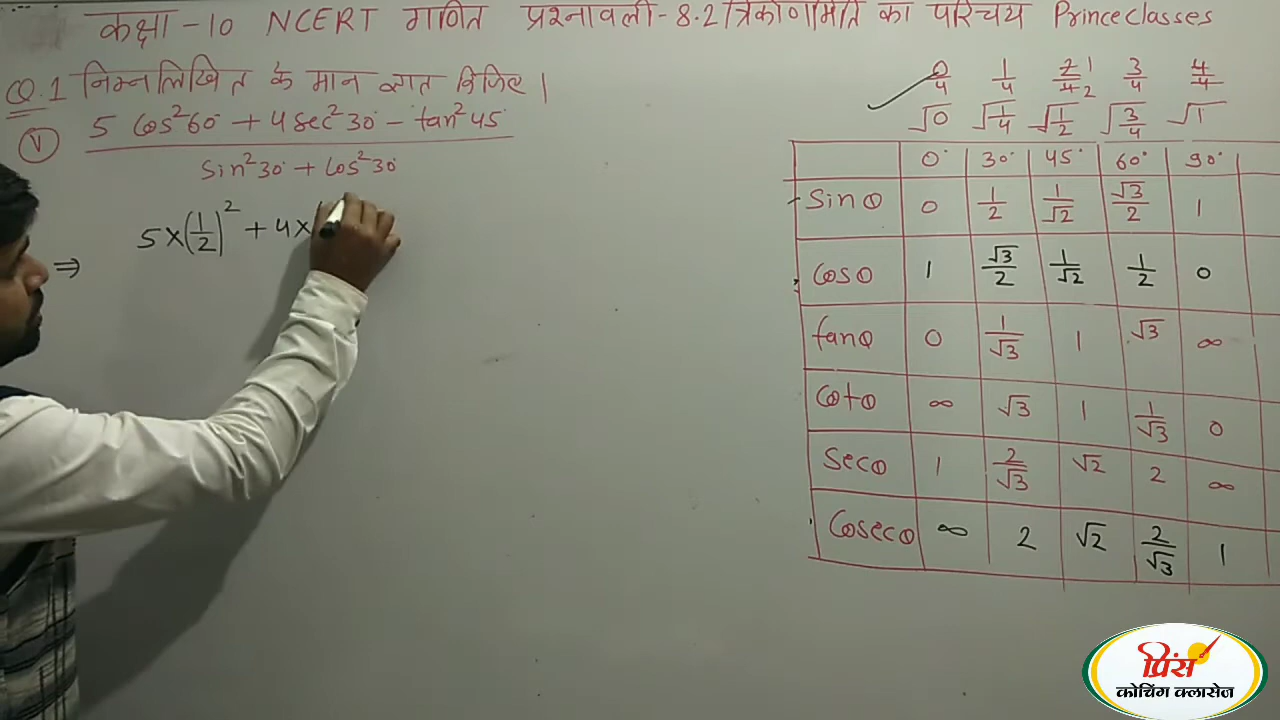 कक्षा - 10 NCERT गणित प्रश्नावली - 8.2 त्रिकोणमिति का परिचय Prince Classes
Q.1 निम्नलिखित के मान ज्ञात किजिए।
(V) 5 Cos²60° + 4 Sec²30° - tan²45°
Sin²30° + Cos²30°
⇒ 5×(1/2)² + 4×(
0/4 1/4 2/4 1 2 3/4 4/4
√0 √1/4 √1/2 √3/4 √1
0° 30° 45° 60° 90°
Sinθ 0 1/2 1/√2 √3/2 1
Cosθ 1 √3/2 1/√2 1/2 0
tanθ 0 1/√3 1 √3 ∞
Cotθ ∞ √3 1 1/√3 0
Secθ 1 2/√3 √2 2 ∞
Cosecθ ∞ 2 √2 2/√3 1
प्रिंस
कोचिंग क्लासेज